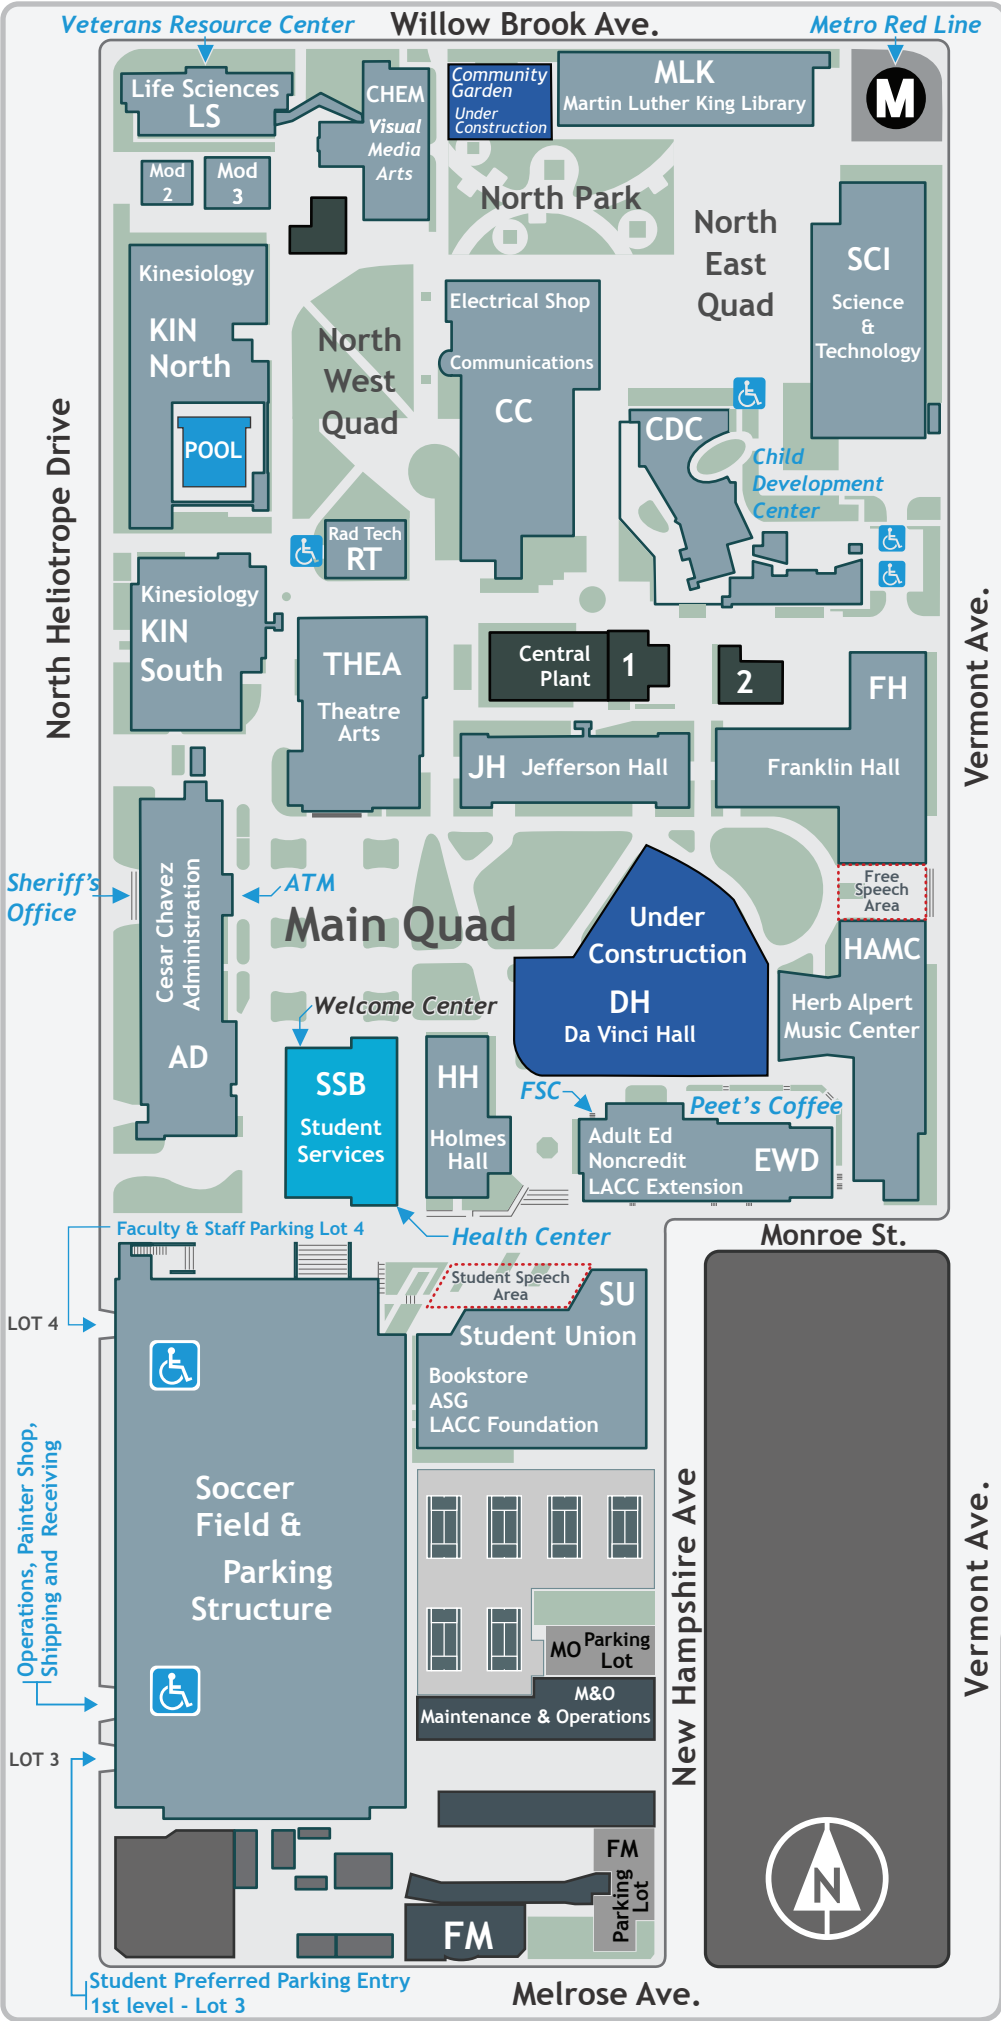 Veterans Resource Center
Willow Brook Ave.
Metro Red Line
Life Sciences
LS
CHEM
Visual
Media
Arts
Community
Garden
Under
Construction
MLK
Martin Luther King Library
M
Mod
2
Mod
3
North Park
North
East
Quad
SCI
Science
&
Technology
Kinesiology
KIN
North
POOL
North
West
Quad
Electrical Shop
Communications
CC
CDC
Child
Development
Center
North Heliotrope Drive
Rad Tech
RT
Kinesiology
KIN
South
THEA
Theatre
Arts
Central
Plant
1
2
FH
Franklin Hall
JH Jefferson Hall
Vermont Ave.
Sheriff's
Office
Cesar Chavez
Administration
AD
ATM
Main Quad
Free
Speech
Area
Under
Construction
DH
Da Vinci Hall
HAMC
Herb Alpert
Music Center
Welcome Center
SSB
Student
Services
HH
Holmes
Hall
FSC
Peet's Coffee
Adult Ed
Noncredit
LACC Extension
EWD
Faculty & Staff Parking Lot 4
Health Center
Monroe St.
LOT 4
Student Speech
Area
SU
Student Union
Bookstore
ASG
LACC Foundation
Soccer
Field &
Parking
Structure
Operations, Painter Shop,
Shipping and Receiving
New Hampshire Ave
Vermont Ave.
MO Parking
Lot
M&O
Maintenance & Operations
LOT 3
FM
Parking
Lot
FM
N
Student Preferred Parking Entry
1st level - Lot 3
Melrose Ave.